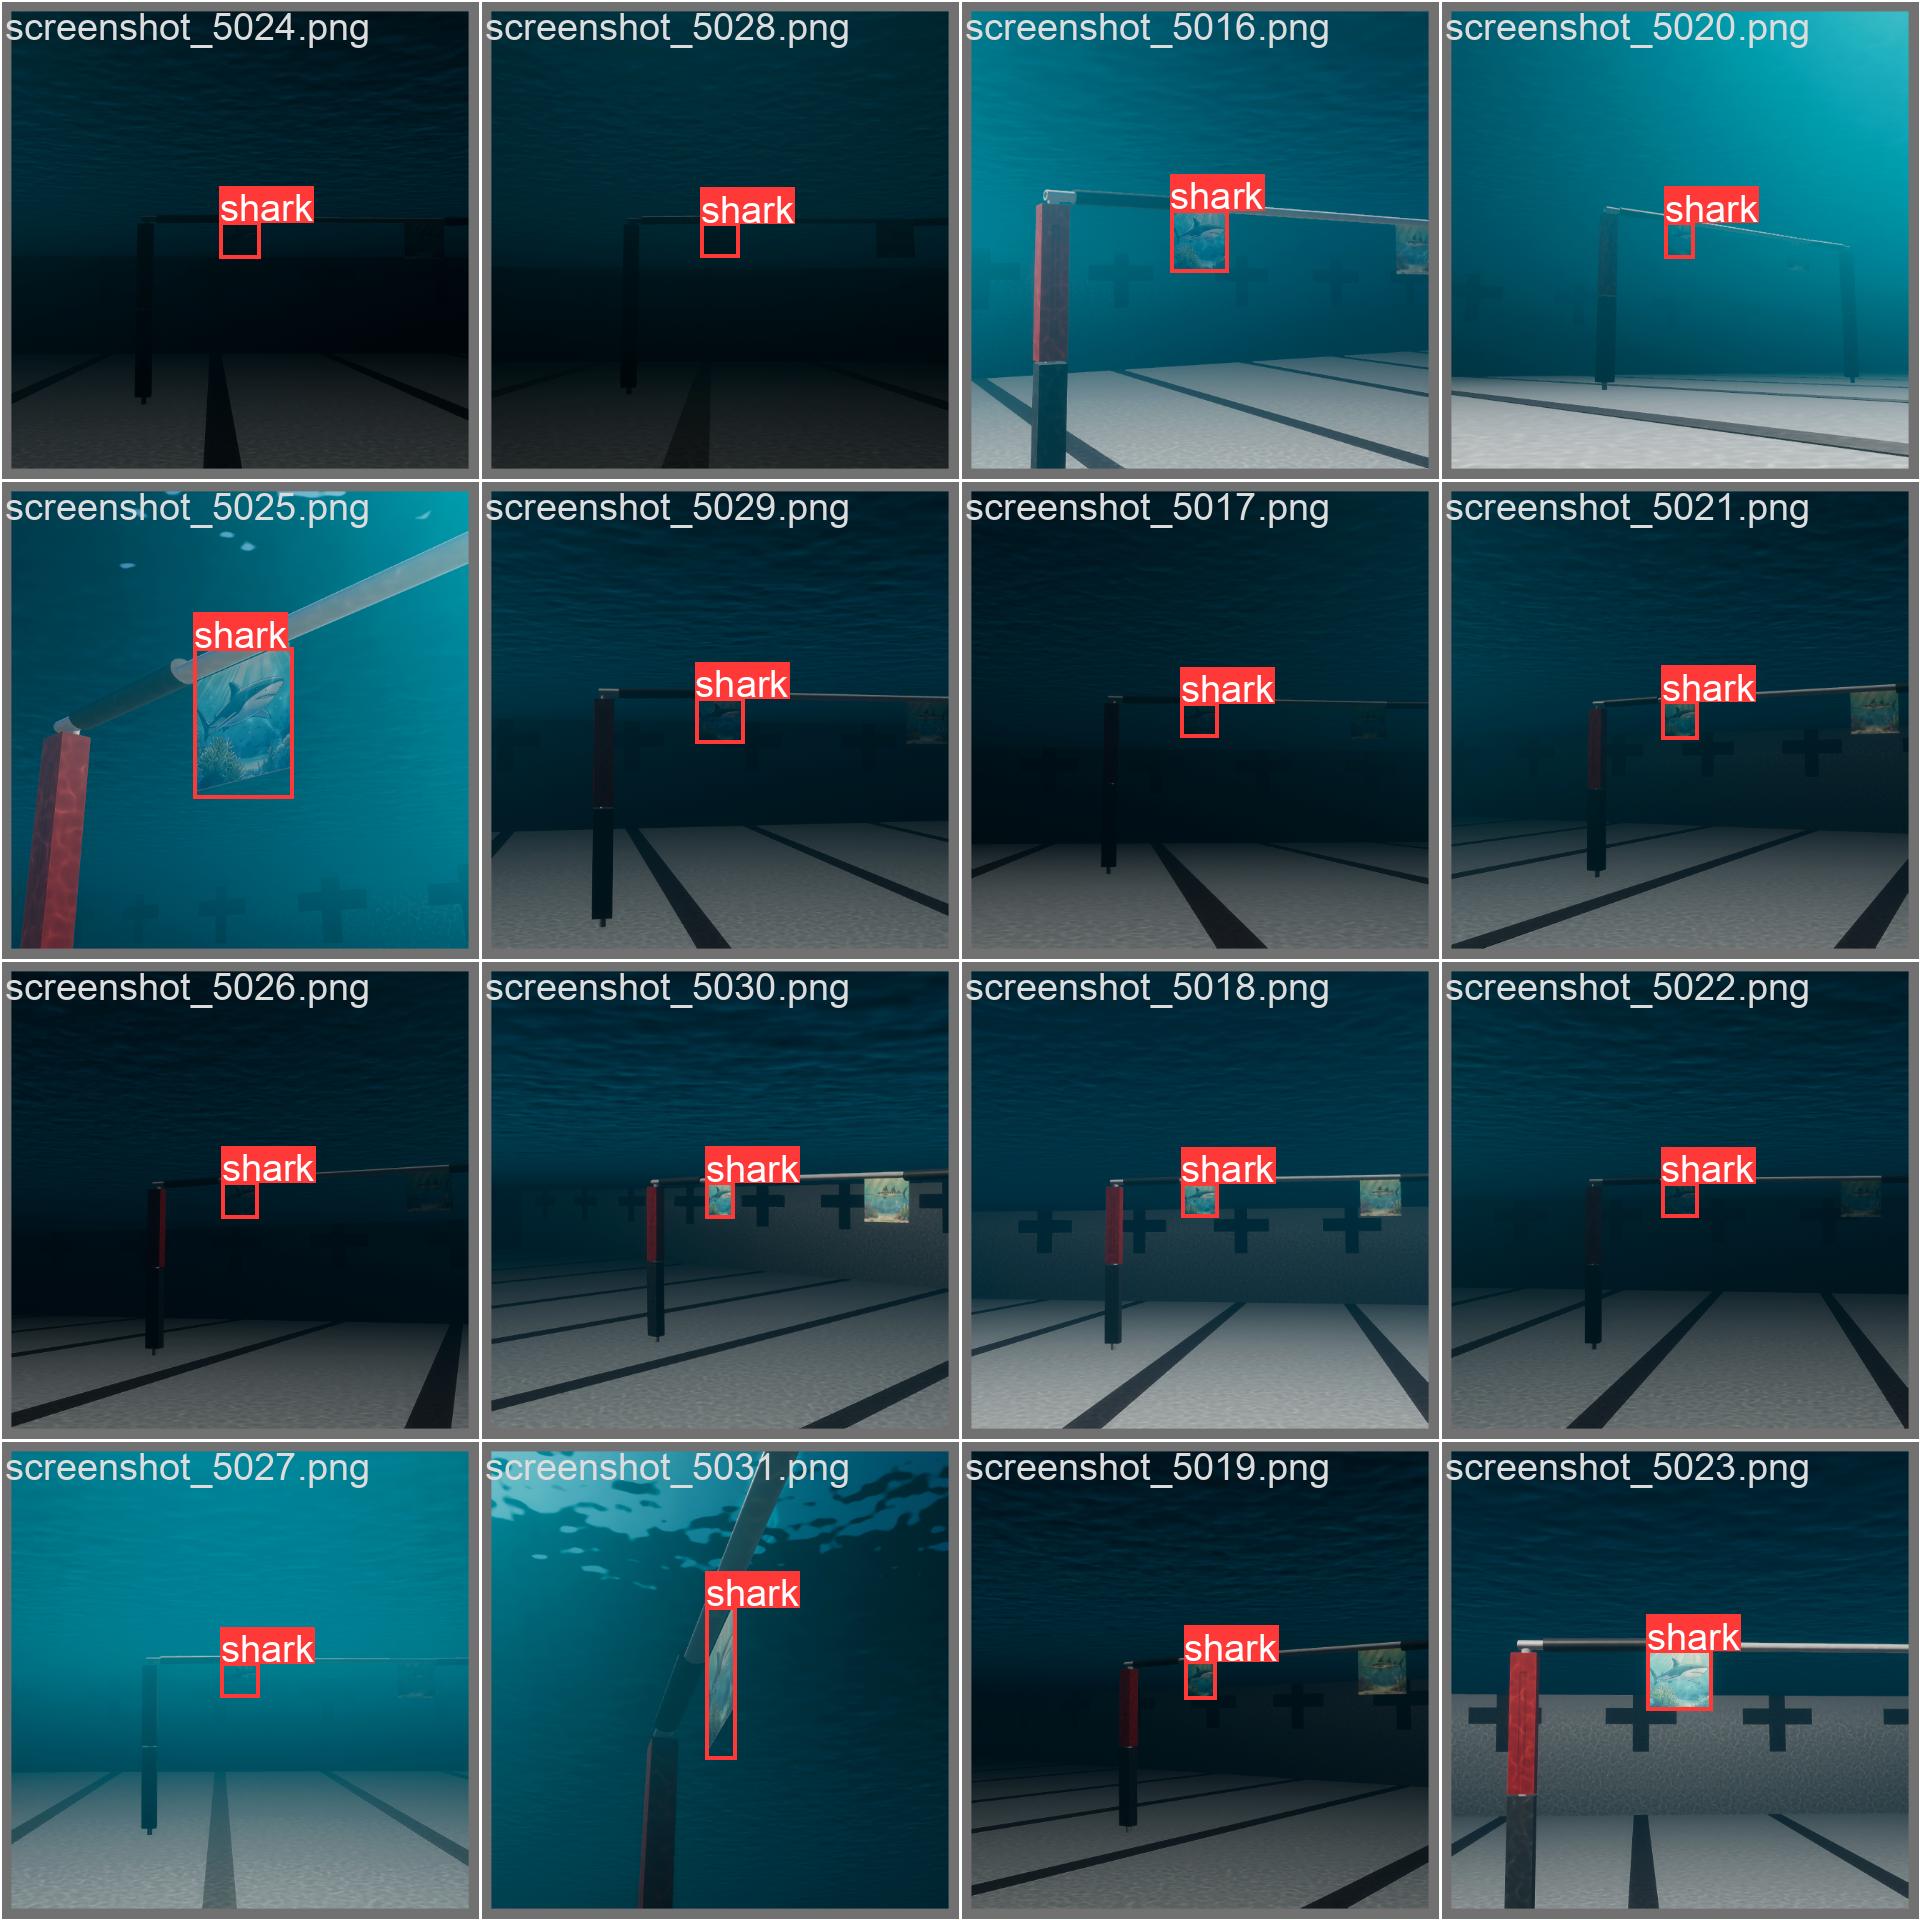 screenshot_5024.png
screenshot_5028.png
screenshot_5016.png
screenshot_5020.png
shark
shark
shark
shark
screenshot_5025.png
screenshot_5029.png
screenshot_5017.png
screenshot_5021.png
shark
shark
shark
shark
screenshot_5026.png
screenshot_5030.png
screenshot_5018.png
screenshot_5022.png
shark
shark
shark
shark
screenshot_5027.png
screenshot_5031.png
screenshot_5019.png
screenshot_5023.png
shark
shark
shark
shark